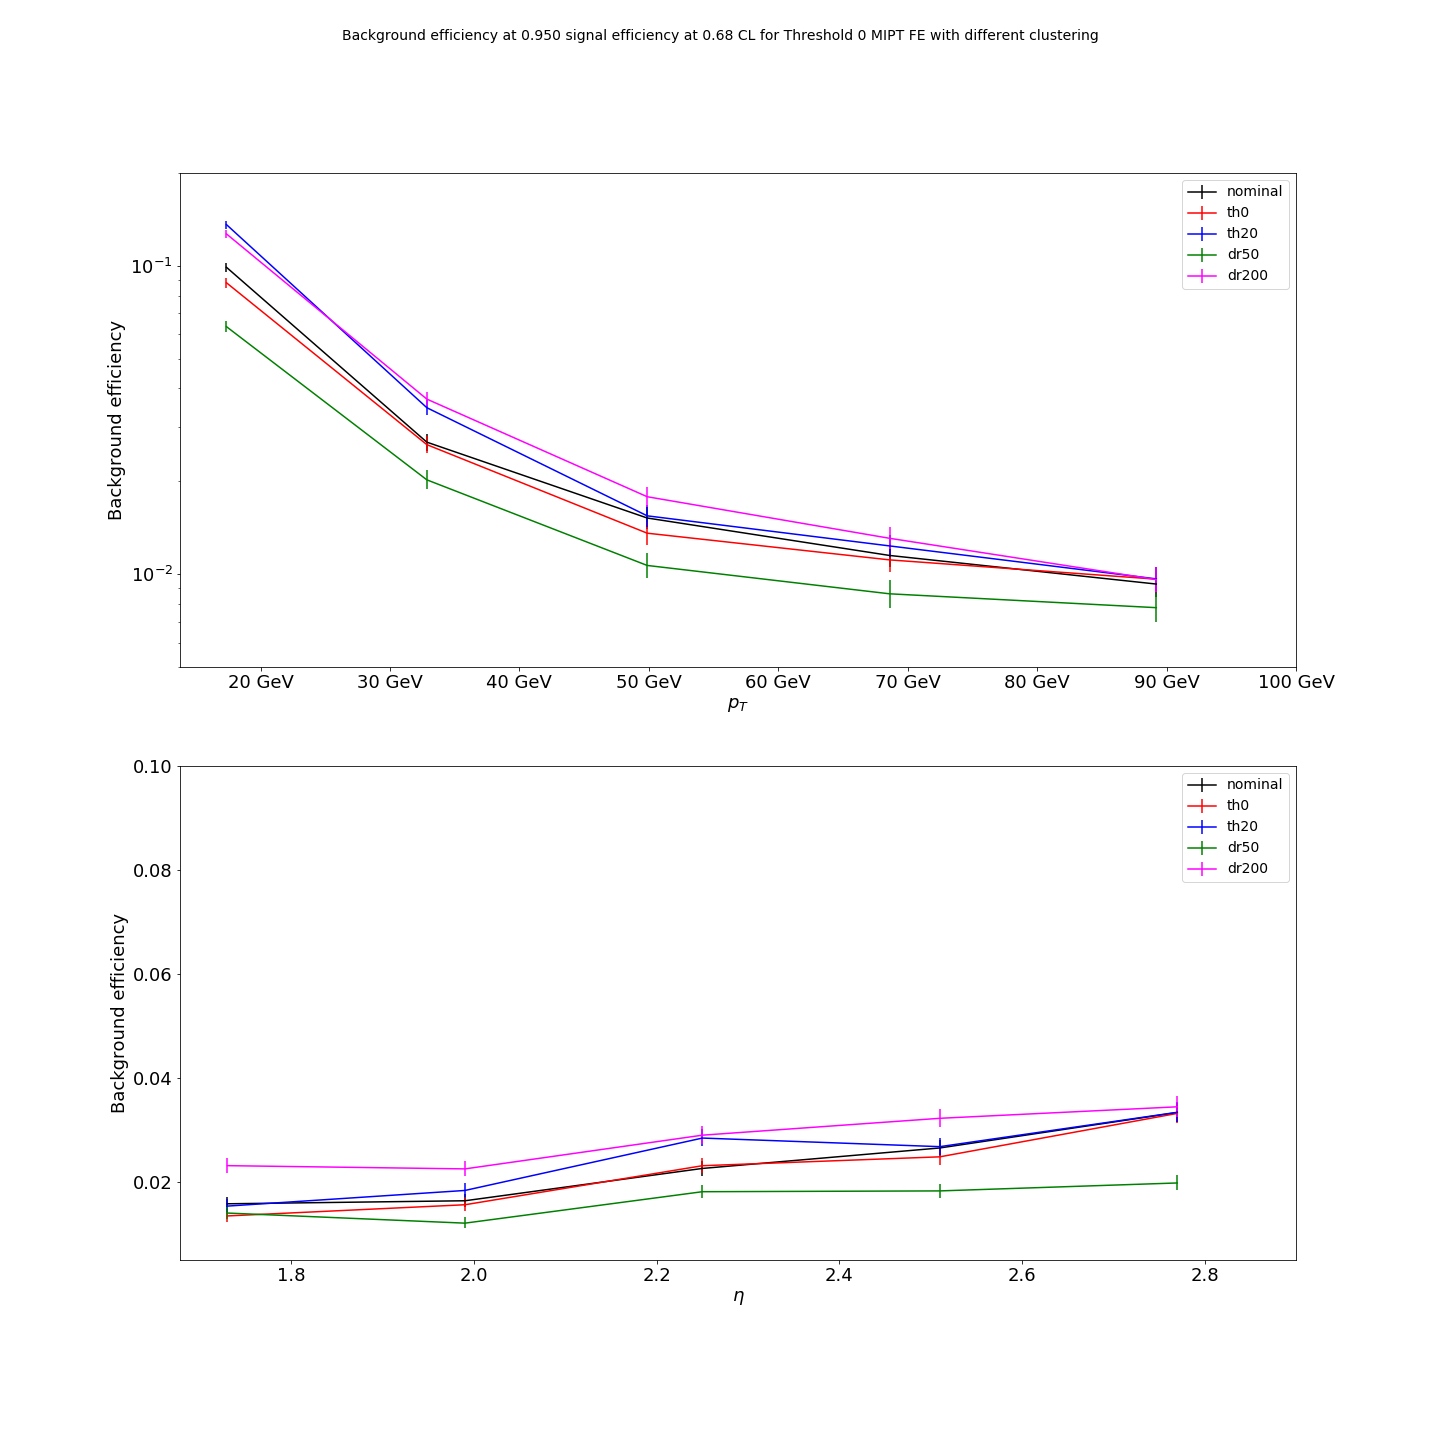 Background efficiency at 0.950 signal efficiency at 0.68 CL for Threshold 0 MIPT FE with different clustering
nominal
th0
th20
dr50
dr200
Background efficiency
10⁻¹
10⁻²
20 GeV 30 GeV 40 GeV 50 GeV 60 GeV 70 GeV 80 GeV 90 GeV 100 GeV
p_T
nominal
th0
th20
dr50
dr200
Background efficiency
0.10
0.08
0.06
0.04
0.02
1.8 2.0 2.2 2.4 2.6 2.8
η